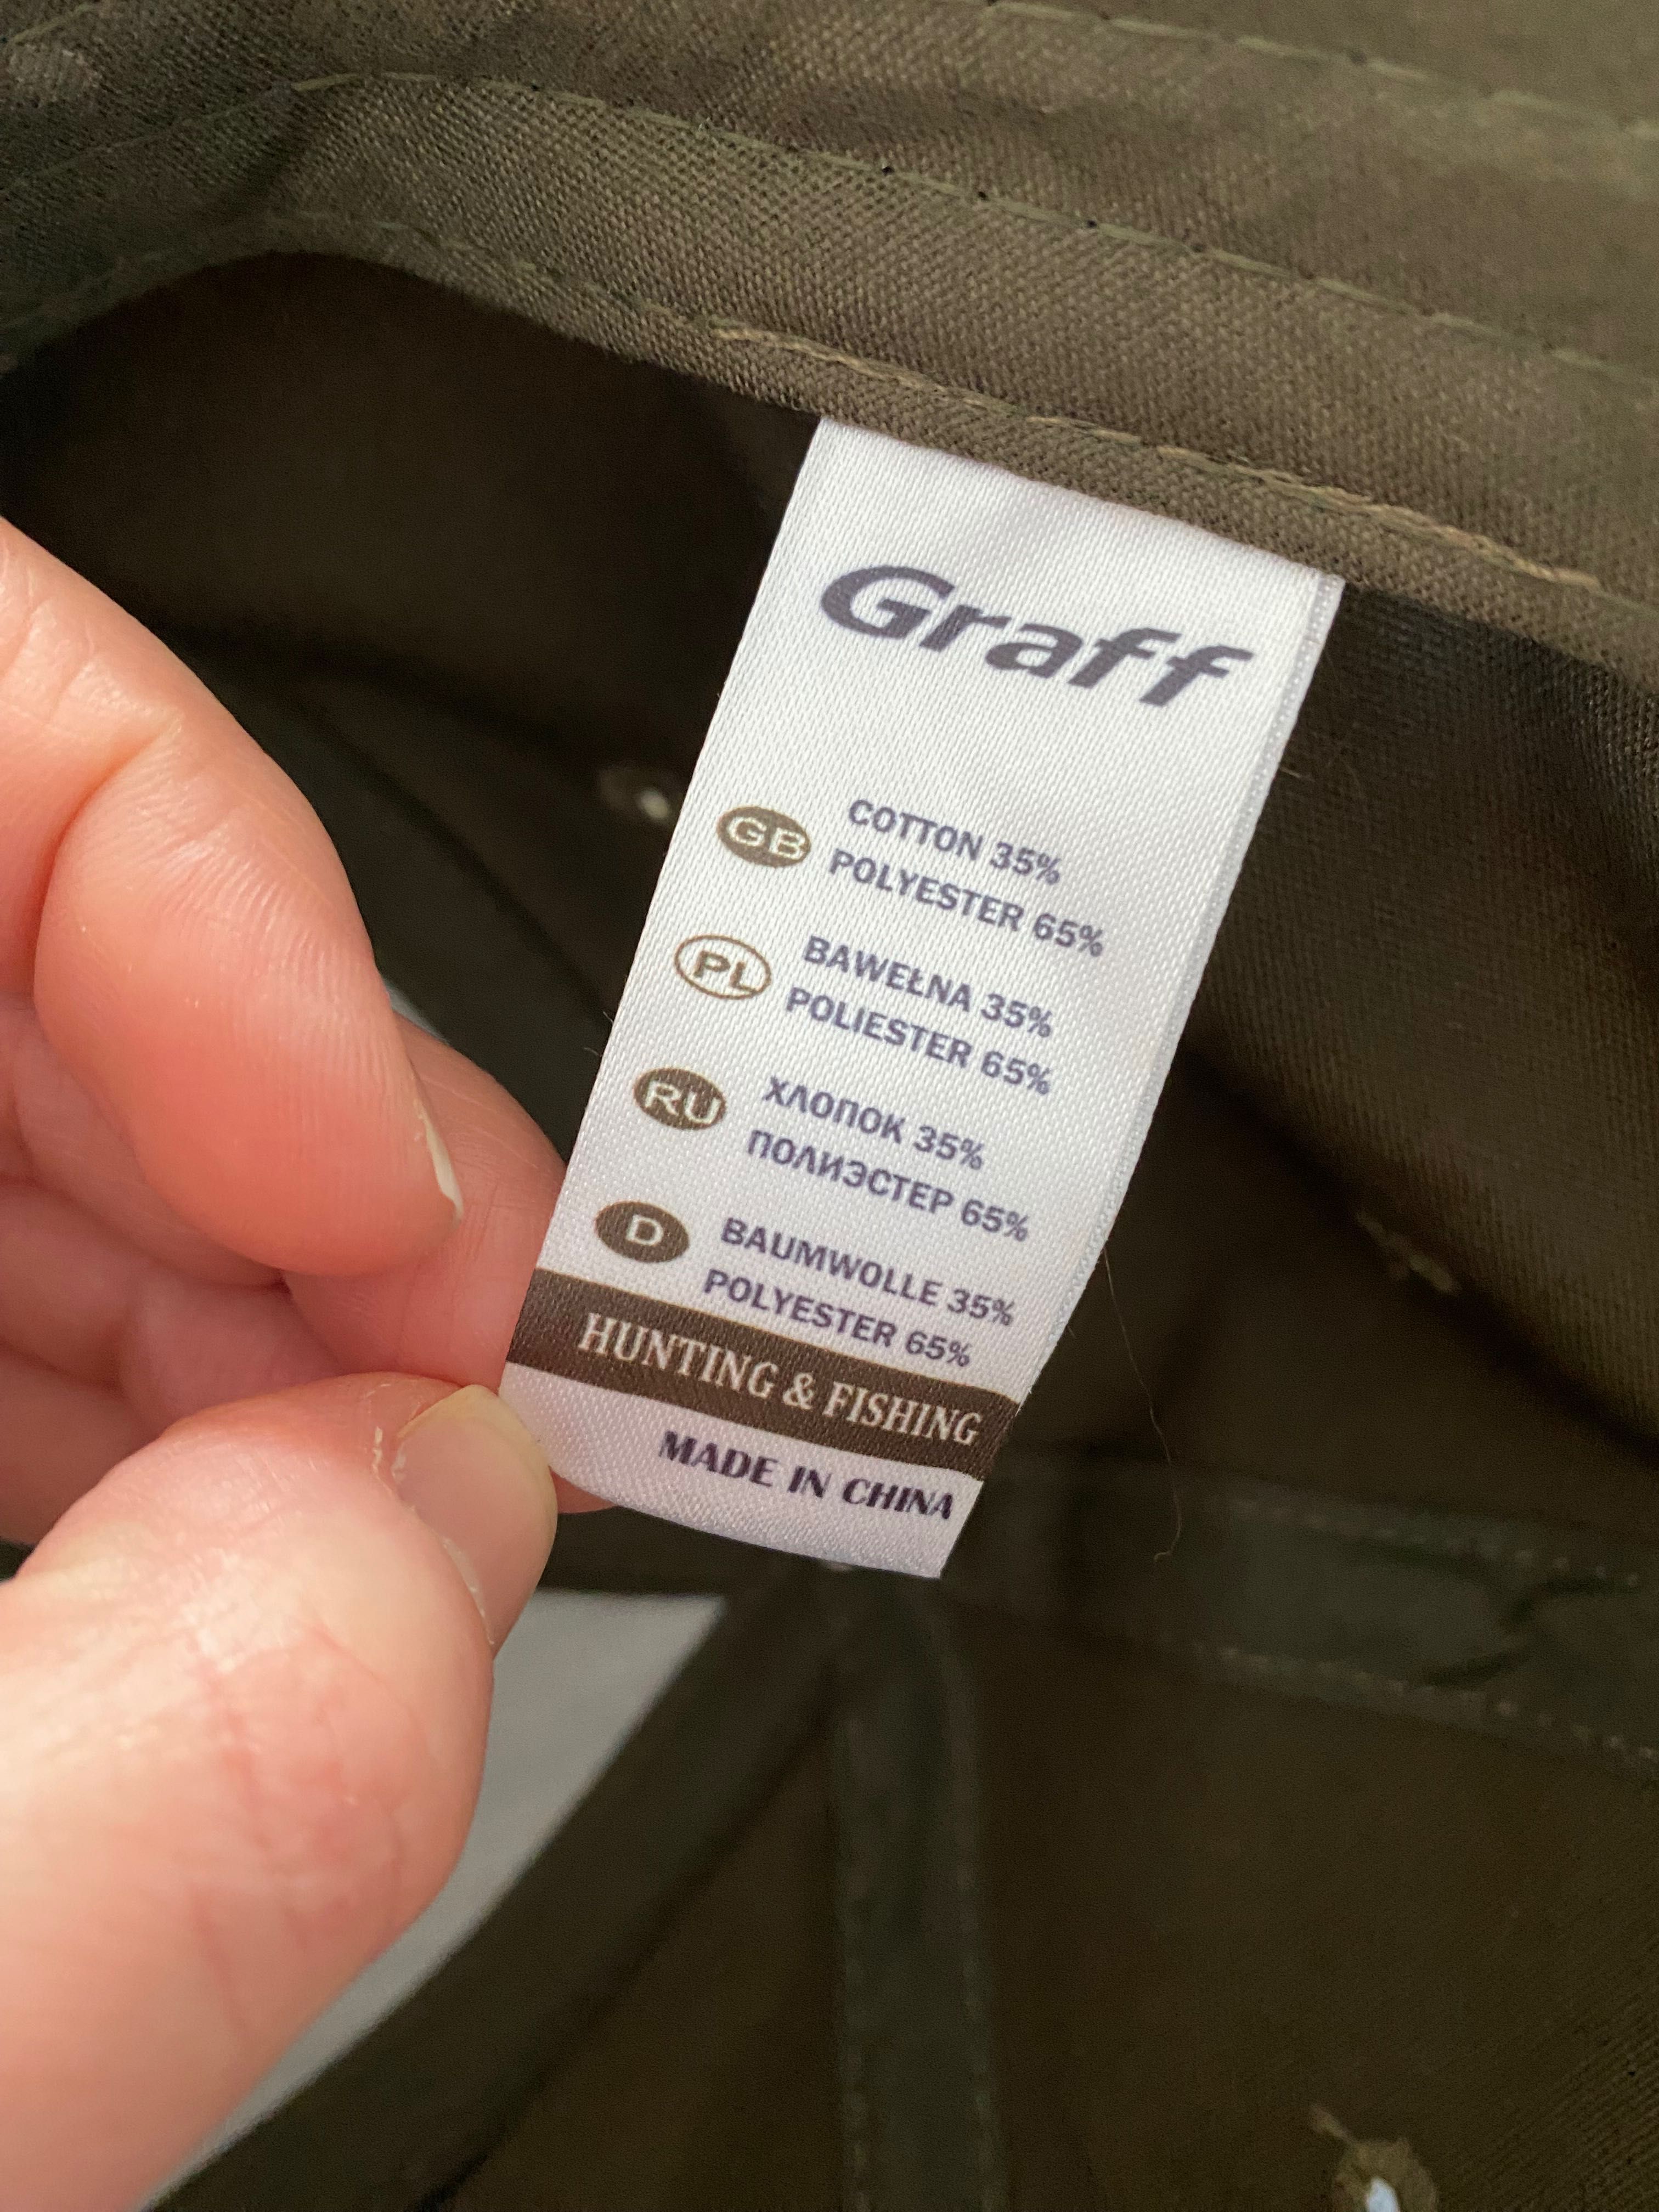 Graff
GB COTTON 35%
POLYESTER 65%
PL BAWEŁNA 35%
POLIESTER 65%
RU ХЛОПОК 35%
ПОЛИЭСТЕР 65%
D BAUMWOLLE 35%
POLYESTER 65%
HUNTING & FISHING
MADE IN CHINA